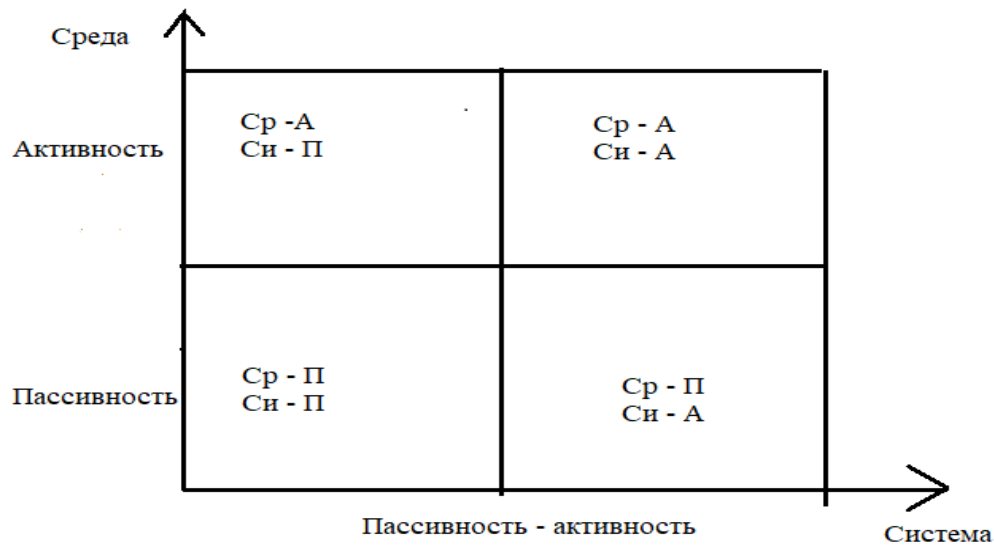 Среда
Активность
Ср -А
Си - П
Ср - А
Си - А
Пассивность
Ср - П
Си - П
Ср - П
Си - А
Пассивность - активность
Система